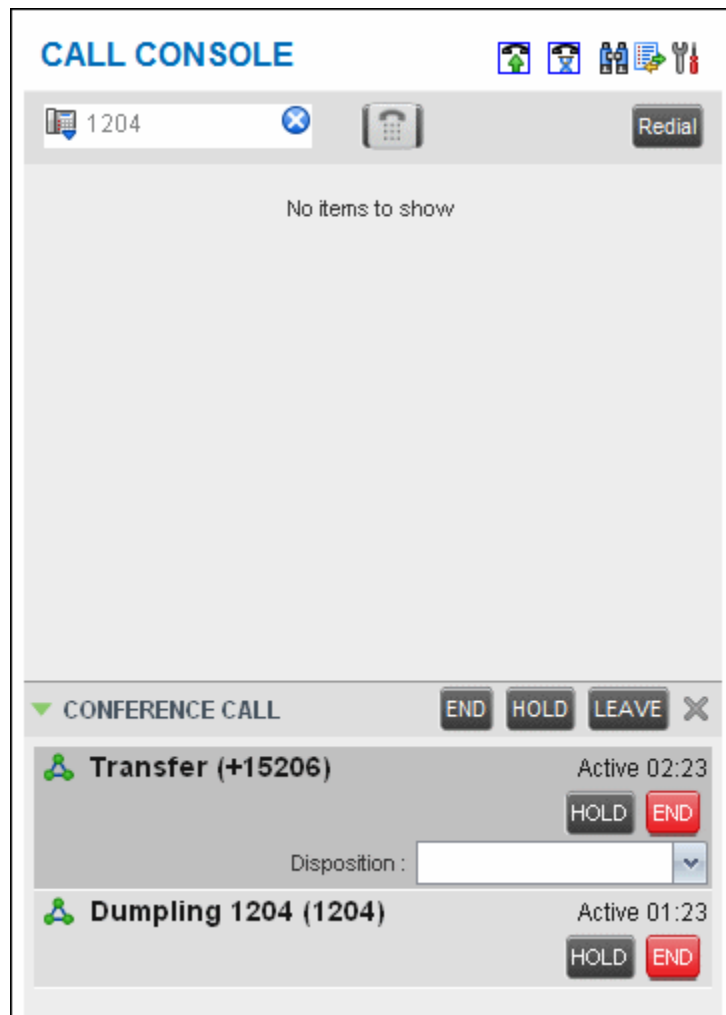 CALL CONSOLE
1204
Redial
No items to show
CONFERENCE CALL END HOLD LEAVE
Transfer (+15206) Active 02:23
HOLD END
Disposition :
Dumpling 1204 (1204) Active 01:23
HOLD END